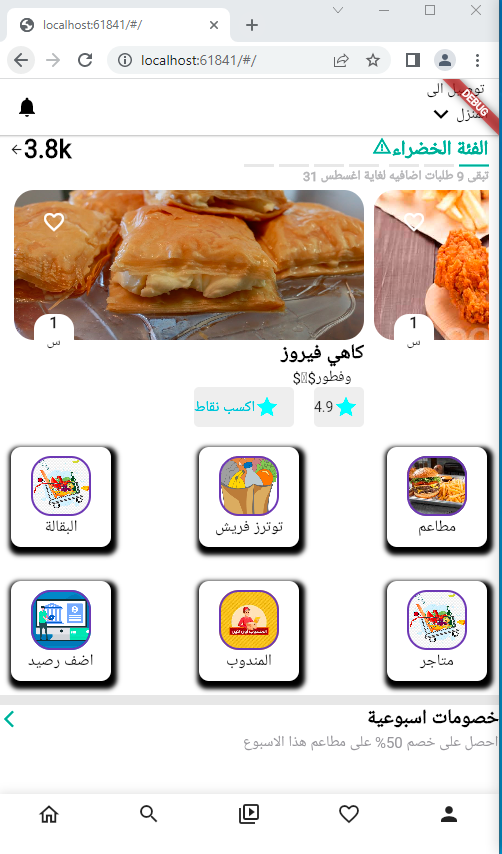 localhost:61841/#/
localhost:61841/#/
DEBUG
توصيل الى
المنزل
الفئة الخضراء
3.8k
تبقى 9 طلبات اضافيه لغاية اغسطس 31
1
س
1
س
كاهي فيروز
وفطور$$
4.9
اكسب نقاط
مطاعم
توترز فريش
البقالة
متاجر
المندوب
اضف رصيد
خصومات اسبوعية
احصل على خصم 50% على مطاعم هذا الاسبوع